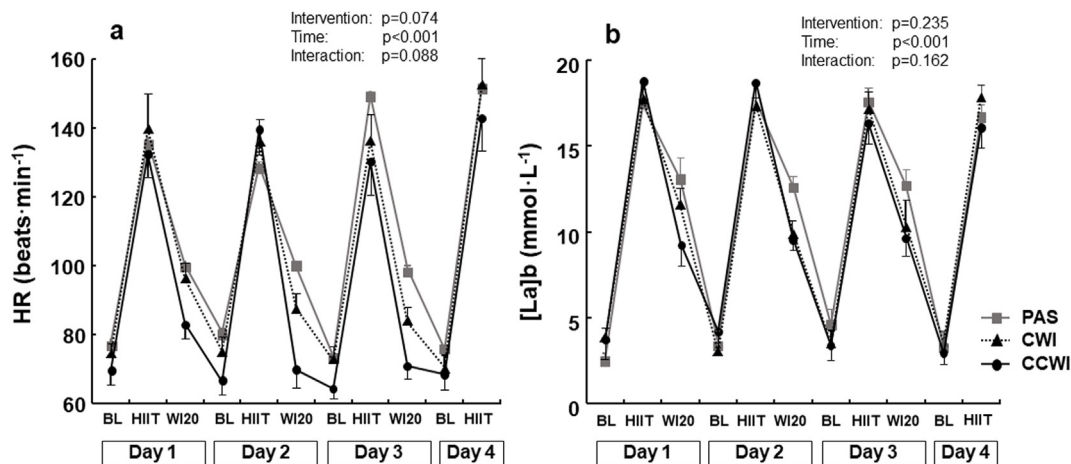 a
Intervention: p=0.074
Time: p<0.001
Interaction: p=0.088
HR (beats·min⁻¹)
160
140
120
100
80
60
BL HIIT WI20 BL HIIT WI20 BL HIIT WI20 BL HIIT
Day 1 Day 2 Day 3 Day 4
b
Intervention: p=0.235
Time: p<0.001
Interaction: p=0.162
[La]b (mmol·L⁻¹)
20
15
10
5
0
BL HIIT WI20 BL HIIT WI20 BL HIIT WI20 BL HIIT
Day 1 Day 2 Day 3 Day 4
PAS
CWI
CCWI